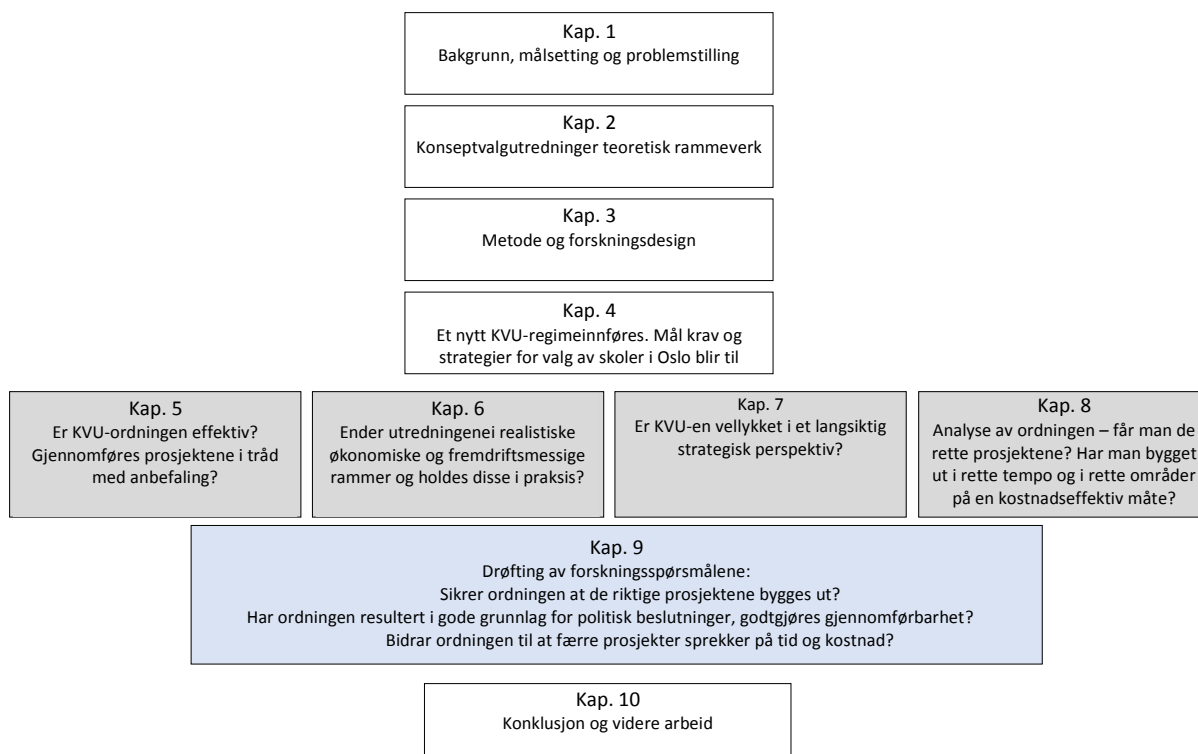 Kap. 1
Bakgrunn, målsetting og problemstilling
Kap. 2
Konseptvalgutredninger teoretisk rammeverk
Kap. 3
Metode og forskningsdesign
Kap. 4
Et nytt KVU-regimeinnføres. Mål krav og
strategier for valg av skoler i Oslo blir til
Kap. 5
Er KVU-ordningen effektiv?
Gjennomføres prosjektene i tråd
med anbefaling?
Kap. 6
Ender utredningenei realistiske
økonomiske og fremdriftsmessige
rammer og holdes disse i praksis?
Kap. 7
Er KVU-en vellykket i et langsiktig
strategisk perspektiv?
Kap. 8
Analyse av ordningen – får man de
rette prosjektene? Har man bygget
ut i rette tempo og i rette områder
på en kostnadseffektiv måte?
Kap. 9
Drøfting av forskningsspørsmålene:
Sikrer ordningen at de riktige prosjektene bygges ut?
Har ordningen resultert i gode grunnlag for politisk beslutninger, godtgjøres gjennomførbarhet?
Bidrar ordningen til at færre prosjekter sprekker på tid og kostnad?
Kap. 10
Konklusjon og videre arbeid